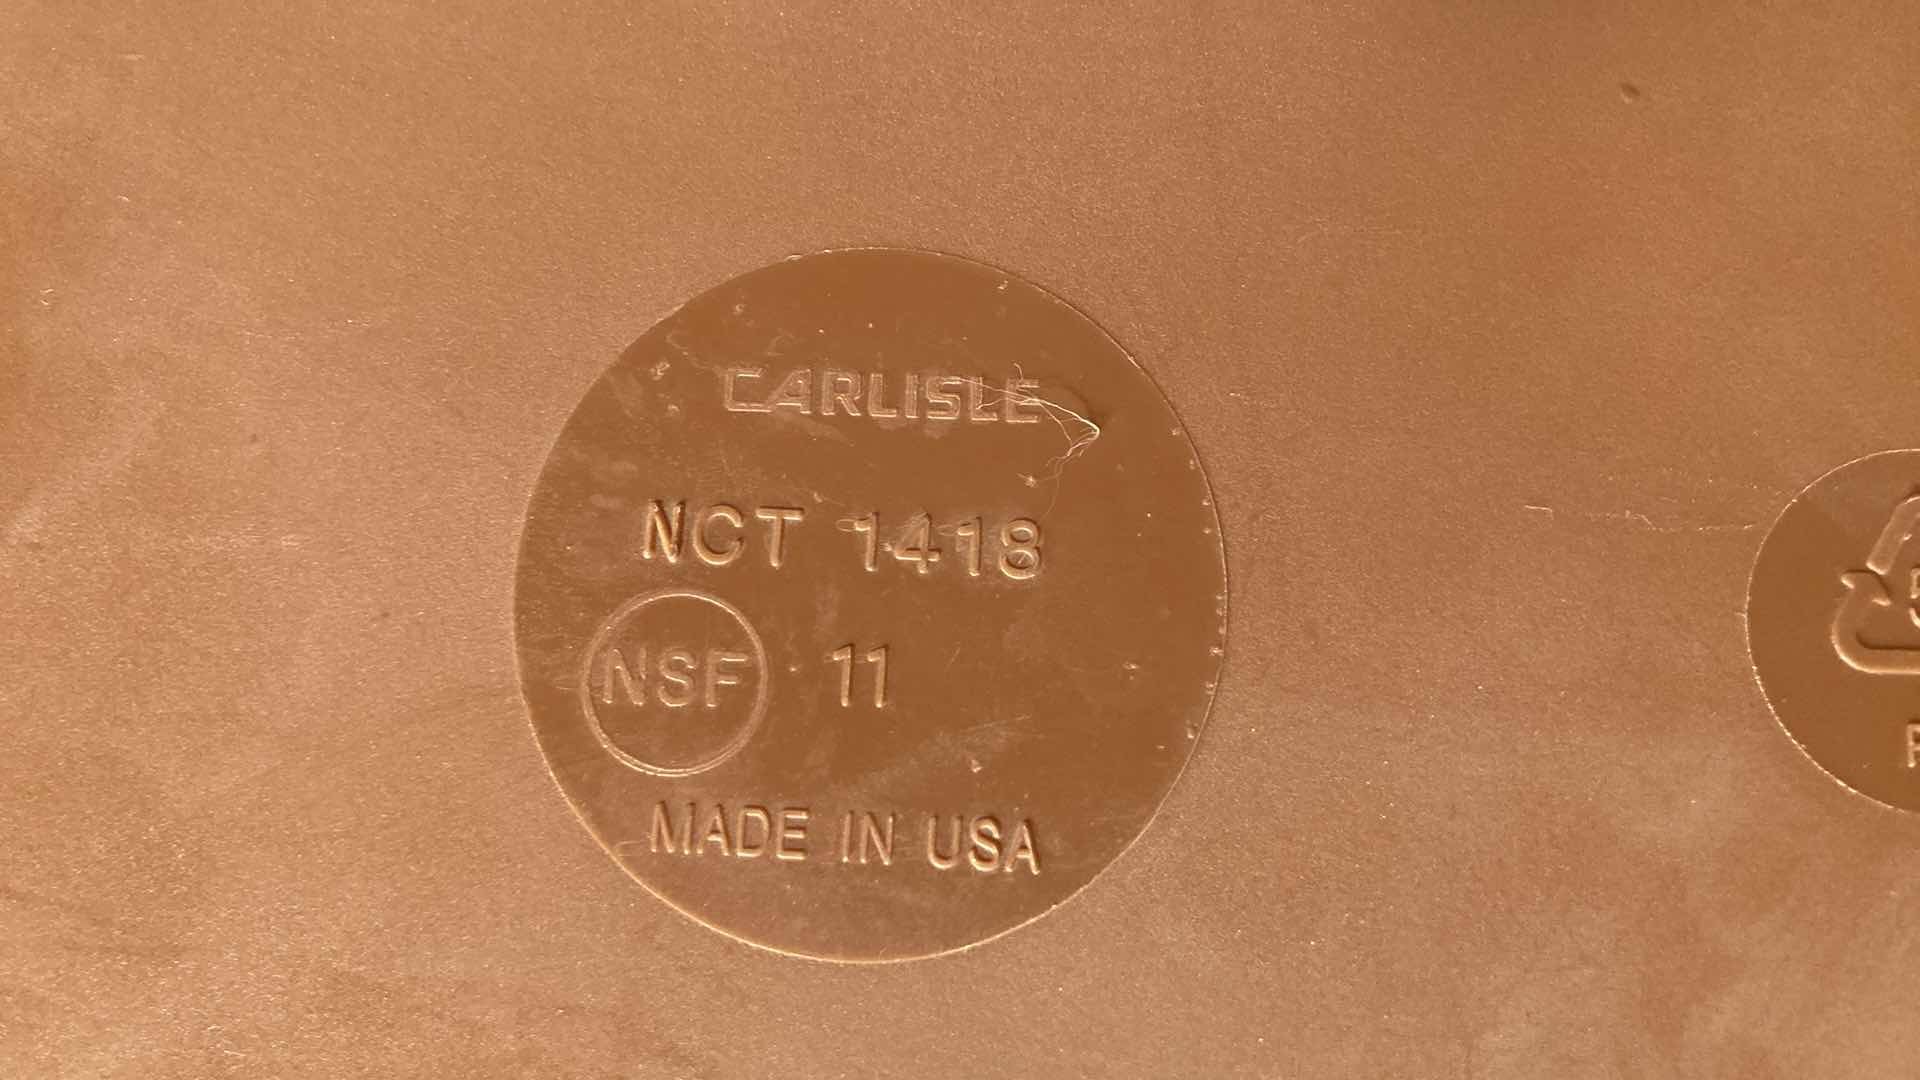 CARLISLE
NCT 1418
NSF 11
MADE IN USA